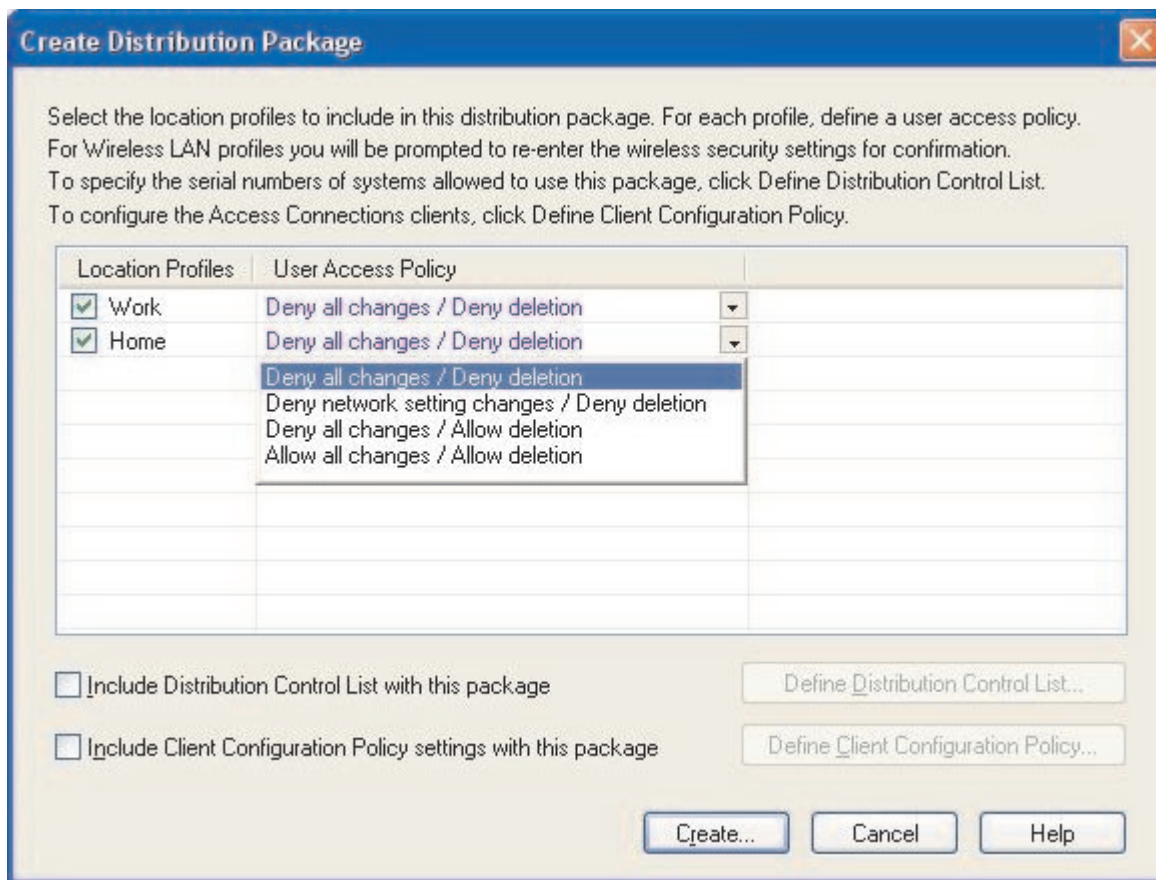 Create Distribution Package
Select the location profiles to include in this distribution package. For each profile, define a user access policy.
For Wireless LAN profiles you will be prompted to re-enter the wireless security settings for confirmation.
To specify the serial numbers of systems allowed to use this package, click Define Distribution Control List.
To configure the Access Connections clients, click Define Client Configuration Policy.
Location Profiles User Access Policy
Work Deny all changes / Deny deletion
Home Deny all changes / Deny deletion
Deny all changes / Deny deletion
Deny network setting changes / Deny deletion
Deny all changes / Allow deletion
Allow all changes / Allow deletion
Include Distribution Control List with this package Define Distribution Control List...
Include Client Configuration Policy settings with this package Define Client Configuration Policy...
Create... Cancel Help